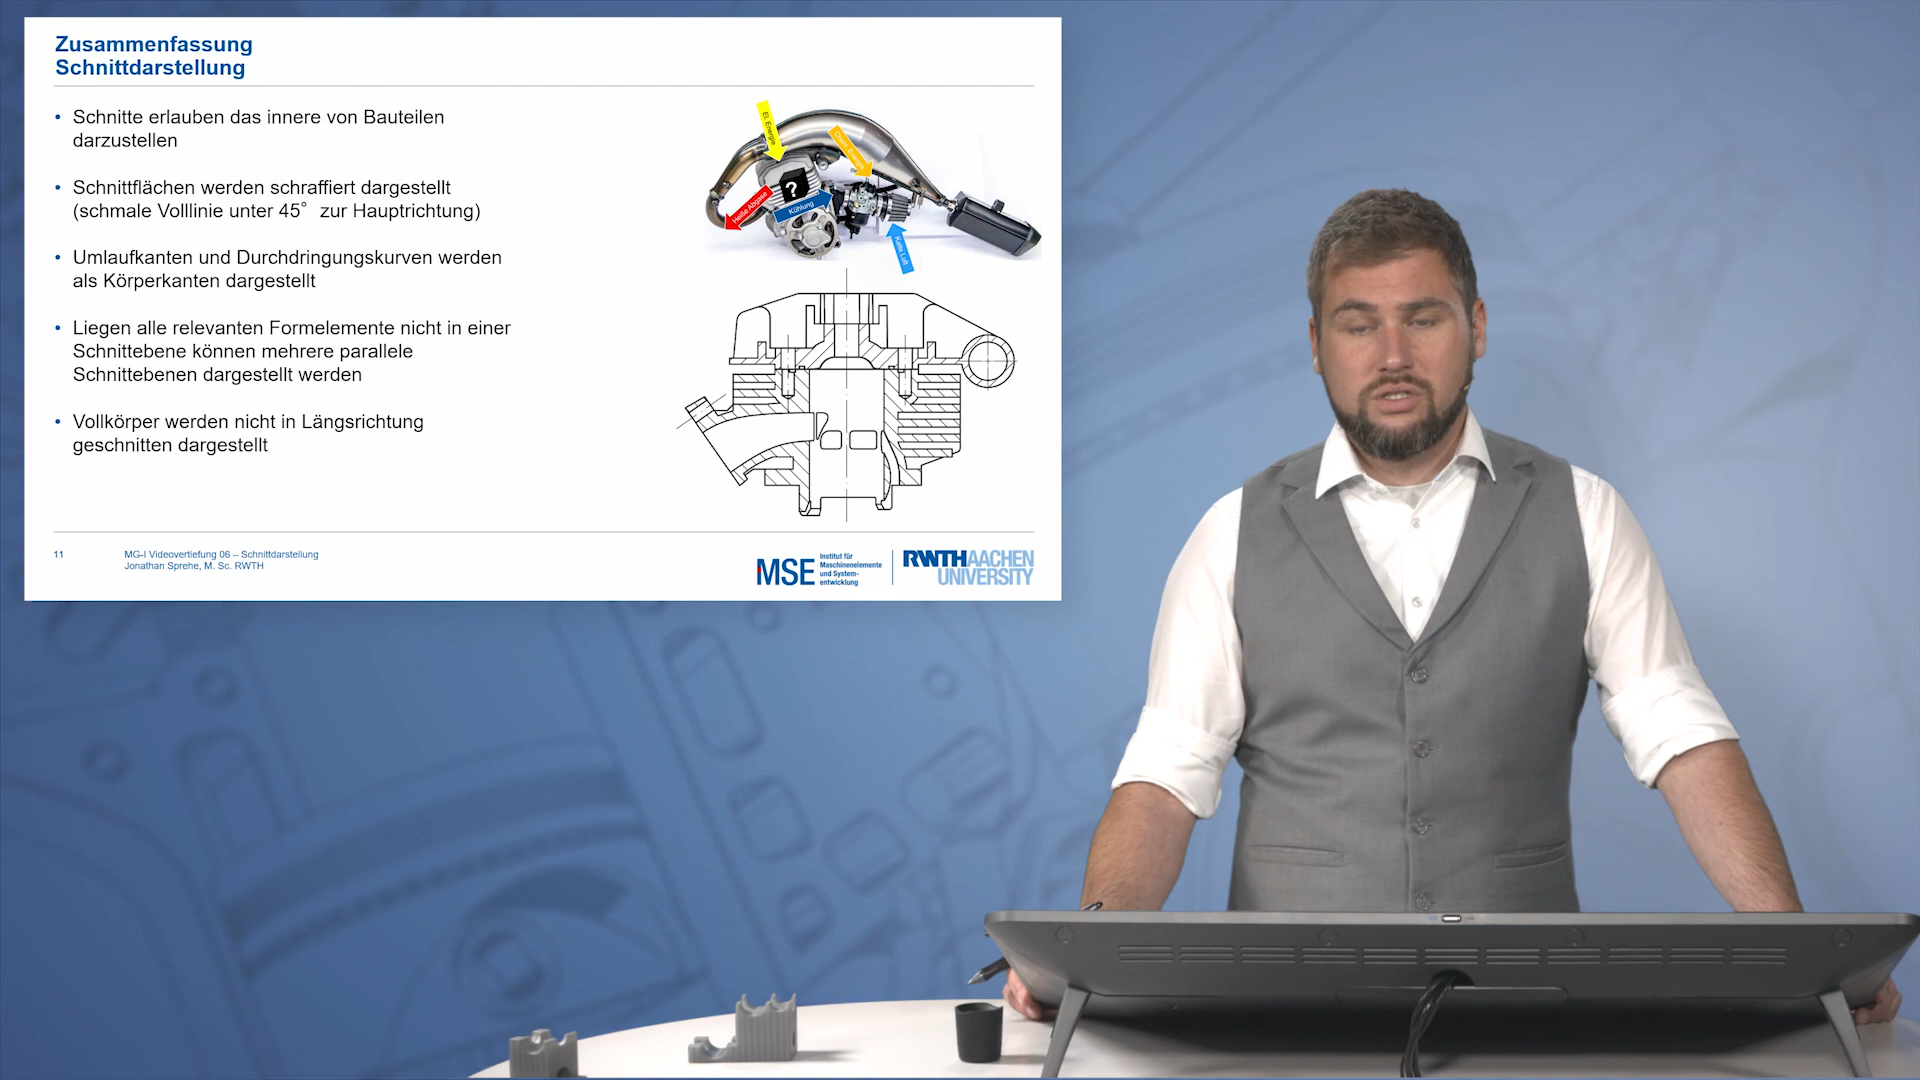 Zusammenfassung
Schnittdarstellung
• Schnitte erlauben das innere von Bauteilen
darzustellen
• Schnittflächen werden schraffiert dargestellt
(schmale Volllinie unter 45° zur Hauptrichtung)
• Umlaufkanten und Durchdringungskurven werden
als Körperkanten dargestellt
• Liegen alle relevanten Formelemente nicht in einer
Schnittebene können mehrere parallele
Schnittebenen dargestellt werden
• Vollkörper werden nicht in Längsrichtung
geschnitten dargestellt
El. Energie
Chem. Energie
?
Heiße Abgase
Kühlung
Kalte Luft
11
MG-I Videovertiefung 06 – Schnittdarstellung
Jonathan Sprehe, M. Sc. RWTH
MSE
Institut für
Maschinenelemente
und System-
entwicklung
RWTHAACHEN
UNIVERSITY